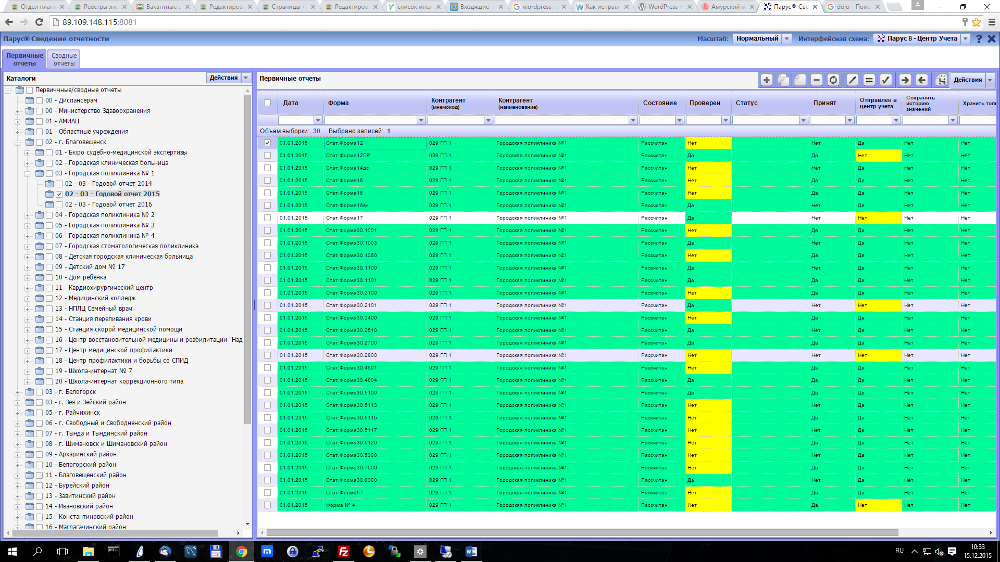 Отдел плани
Реестры лиц
Вакантные д
Редактирова
Страницы ‹
Редактирова
список инц
Входящие -
wordpress п
Как исправи
WordPress ›
Амурский м
Парус® Све
dojo - Поис
89.109.148.115:8081
Парус® Сведение отчетности
Масштаб: Нормальный Интерфейсная схема: Парус 8 - Центр Учета
Первичные отчеты
Сводные отчеты
Каталоги Действия
Первичные/сводные отчеты
00 - Диспансерам
00 - Министерство Здавоохранения
01 - АМИАЦ
01 - Областные учреждения
02 - г. Благовещенск
01 - Бюро судебно-медицинской экспертизы
02 - Городская клиническая больница
03 - Городская поликлиника № 1
02 - 03 - Годовой отчет 2014
02 - 03 - Годовой отчет 2015
02 - 03 - Годовой отчет 2016
04 - Городская поликлиника № 2
05 - Городская поликлиника № 3
06 - Городская поликлиника № 4
07 - Городская стоматологическая поликлиника
08 - Детская городская клиническая больница
09 - Детский дом № 17
10 - Дом ребенка
11 - Кардиохирургический центр
12 - Медицинский колледж
13 - НПЛЦ Семейный врач
14 - Станция переливания крови
15 - Станция скорой медицинской помощи
16 - Центр восстановительной медицины и реабилитации "Над
17 - Центр медицинской профилактики
18 - Центр профилактики и борьбы со СПИД
19 - Школа-интернат № 7
20 - Школа-интернат коррекционного типа
03 - г. Белогорск
03 - г. Зея и Зейский район
05 - г. Райчихинск
06 - г. Свободный и Свободненский район
07 - г. Тында и Тындинский район
08 - г. Шимановск и Шимановский район
09 - Архаринский район
10 - Белогорский район
11 - Благовещенский район
12 - Бурейский район
13 - Завитинский район
14 - Ивановский район
15 - Константиновский район
16 - Магдагачинский район
Первичные отчеты Действия
Дата Форма Контрагент (мнемокод) Контрагент (наименование) Состояние Проверен Статус Принят Отправлен в центр учета Сохранять историю значений Хранить толь
Объем выборки: 30 Выбрано записей: 1
01.01.2015 Стат.Форма12 029 ГП 1 Городская поликлиника №1 Рассчитан Нет Нет Да Нет Нет
01.01.2015 Стат.Форма12ПР 029 ГП 1 Городская поликлиника №1 Рассчитан Да Да Нет Нет Нет
01.01.2015 Стат.Форма14дс 029 ГП 1 Городская поликлиника №1 Рассчитан Нет Нет Да Нет Нет
01.01.2015 Стат.Форма15 029 ГП 1 Городская поликлиника №1 Рассчитан Нет Да Да Нет Нет
01.01.2015 Стат.Форма16 029 ГП 1 Городская поликлиника №1 Рассчитан Нет Да Да Нет Нет
01.01.2015 Стат.Форма16вн 029 ГП 1 Городская поликлиника №1 Рассчитан Да Да Да Нет Нет
01.01.2015 Стат.Форма17 029 ГП 1 Городская поликлиника №1 Рассчитан Да Нет Нет Нет Нет
01.01.2015 Стат.Форма30.1001 029 ГП 1 Городская поликлиника №1 Рассчитан Нет Да Да Нет Нет
01.01.2015 Стат.Форма30.1003 029 ГП 1 Городская поликлиника №1 Рассчитан Да Нет Да Нет Нет
01.01.2015 Стат.Форма30.1060 029 ГП 1 Городская поликлиника №1 Рассчитан Нет Да Да Нет Нет
01.01.2015 Стат.Форма30.1100 029 ГП 1 Городская поликлиника №1 Рассчитан Да Нет Да Нет Нет
01.01.2015 Стат.Форма30.1101 029 ГП 1 Городская поликлиника №1 Рассчитан Да Да Да Нет Нет
01.01.2015 Стат.Форма30.2100 029 ГП 1 Городская поликлиника №1 Рассчитан Нет Да Да Нет Нет
01.01.2015 Стат.Форма30.2101 029 ГП 1 Городская поликлиника №1 Рассчитан Да Нет Нет Нет Нет
01.01.2015 Стат.Форма30.2400 029 ГП 1 Городская поликлиника №1 Рассчитан Нет Да Да Нет Нет
01.01.2015 Стат.Форма30.2510 029 ГП 1 Городская поликлиника №1 Рассчитан Да Нет Да Нет Нет
01.01.2015 Стат.Форма30.2700 029 ГП 1 Городская поликлиника №1 Рассчитан Да Да Да Нет Нет
01.01.2015 Стат.Форма30.2800 029 ГП 1 Городская поликлиника №1 Рассчитан Нет Нет Нет Нет Нет
01.01.2015 Стат.Форма30.4601 029 ГП 1 Городская поликлиника №1 Рассчитан Нет Да Да Нет Нет
01.01.2015 Стат.Форма30.4804 029 ГП 1 Городская поликлиника №1 Рассчитан Да Да Да Нет Нет
01.01.2015 Стат.Форма30.5100 029 ГП 1 Городская поликлиника №1 Рассчитан Да Да Да Нет Нет
01.01.2015 Стат.Форма30.5113 029 ГП 1 Городская поликлиника №1 Рассчитан Нет Нет Да Нет Нет
01.01.2015 Стат.Форма30.5115 029 ГП 1 Городская поликлиника №1 Рассчитан Нет Да Да Нет Нет
01.01.2015 Стат.Форма30.5117 029 ГП 1 Городская поликлиника №1 Рассчитан Нет Нет Да Нет Нет
01.01.2015 Стат.Форма30.5120 029 ГП 1 Городская поликлиника №1 Рассчитан Нет Да Да Нет Нет
01.01.2015 Стат.Форма30.5300 029 ГП 1 Городская поликлиника №1 Рассчитан Нет Нет Да Нет Нет
01.01.2015 Стат.Форма30.7000 029 ГП 1 Городская поликлиника №1 Рассчитан Нет Да Да Нет Нет
01.01.2015 Стат.Форма30.8000 029 ГП 1 Городская поликлиника №1 Рассчитан Да Нет Да Нет Нет
01.01.2015 Стат.Форма57 029 ГП 1 Городская поликлиника №1 Рассчитан Нет Да Да Нет Нет
01.01.2015 Форма № 4 029 ГП 1 Городская поликлиника №1 Рассчитан Нет Да Нет Нет Нет
RU 10:33
15.12.2015